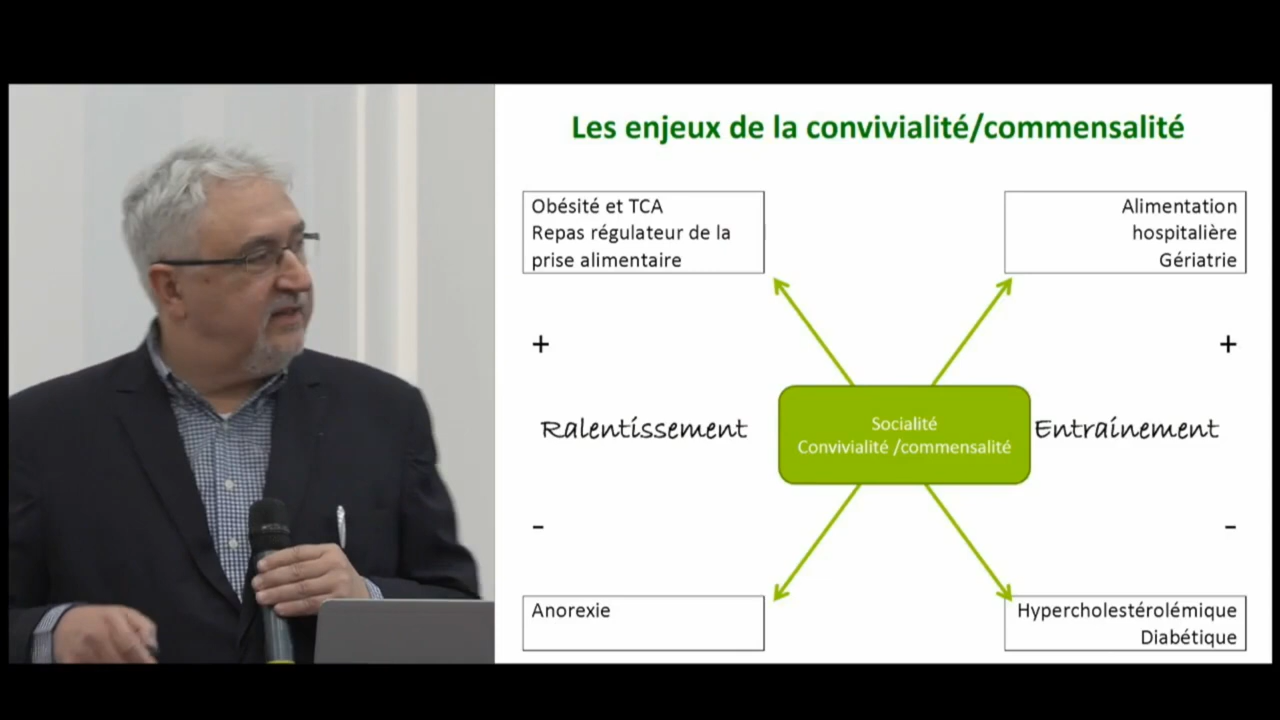 Les enjeux de la convivialité/commensalité
Obésité et TCA
Repas régulateur de la
prise alimentaire
Alimentation
hospitalière
Gériatrie
+
+
Ralentissement
Socialité
Convivialité /commensalité
Entraînement
-
-
Anorexie
Hypercholestérolémique
Diabétique